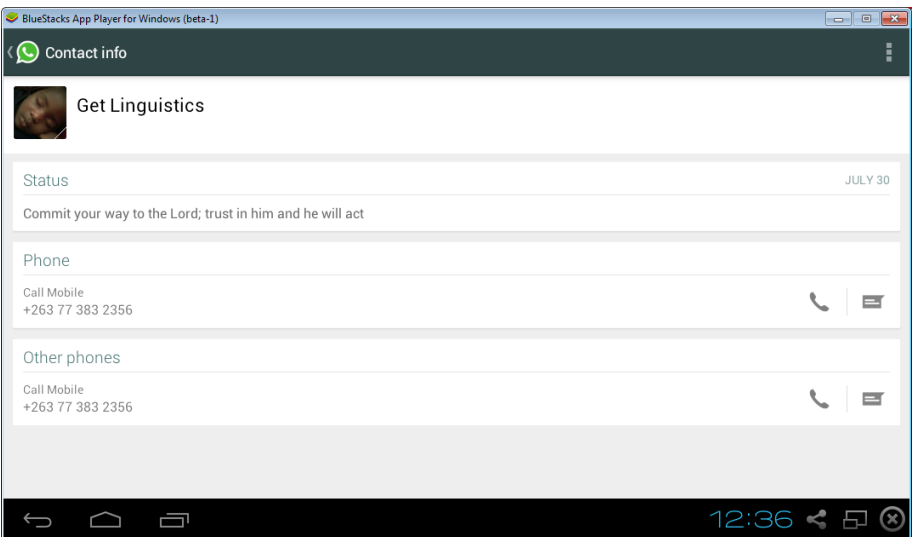 BlueStacks App Player for Windows (beta-1)
Contact info
Get Linguistics
Status JULY 30
Commit your way to the Lord; trust in him and he will act
Phone
Call Mobile
+263 77 383 2356
Other phones
Call Mobile
+263 77 383 2356
12:36